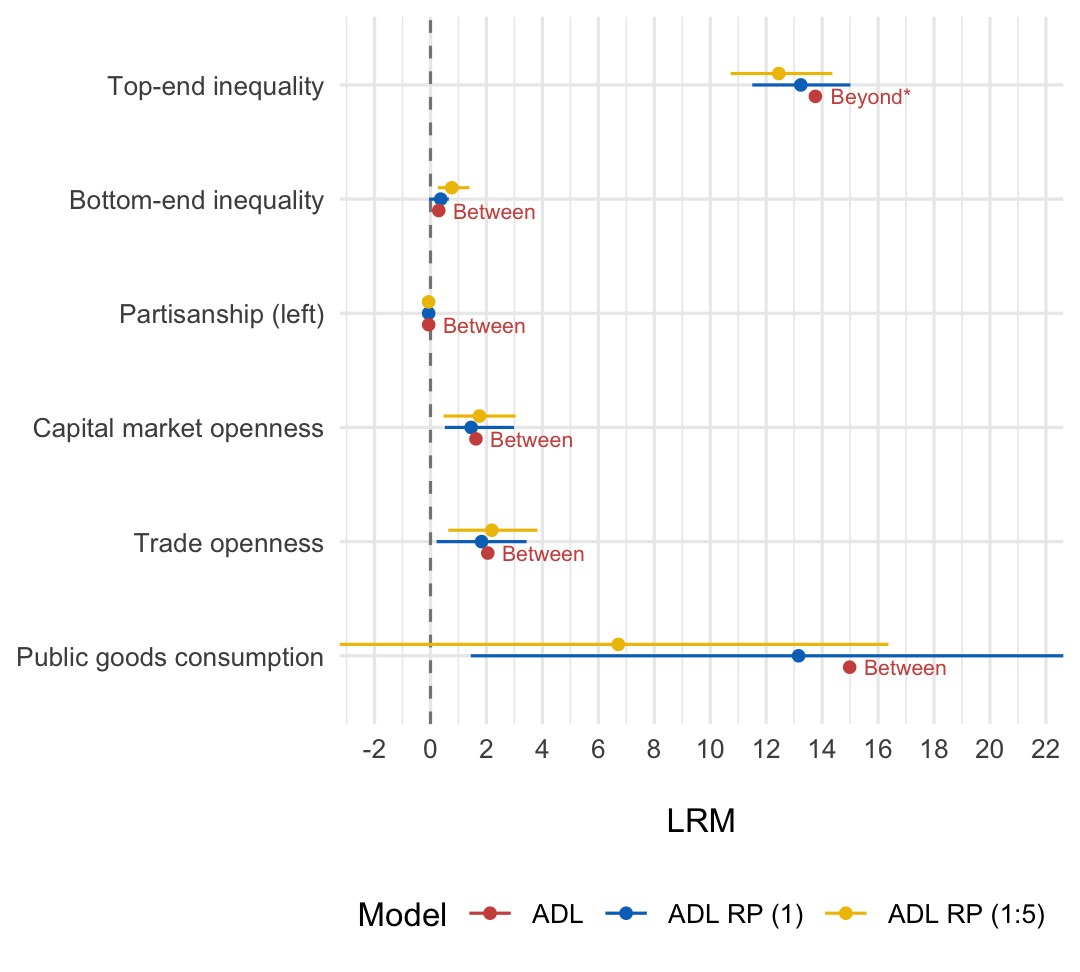 Top-end inequality
Beyond*
Bottom-end inequality
Between
Partisanship (left)
Between
Capital market openness
Between
Trade openness
Between
Public goods consumption
Between
-2 0 2 4 6 8 10 12 14 16 18 20 22
LRM
Model ADL ADL RP (1) ADL RP (1:5)